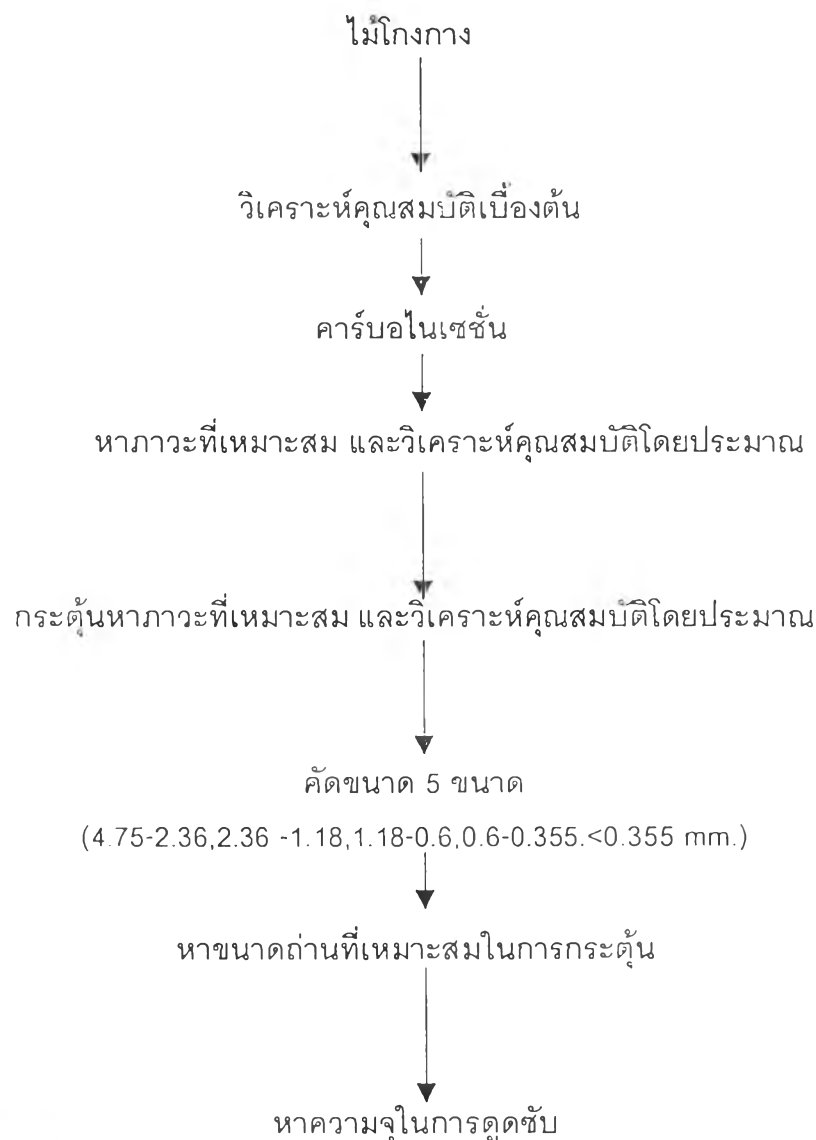 ไม้โกงกาง
วิเคราะห์คุณสมบัติเบื้องต้น
คาร์บอไนเซชั่น
หาภาวะที่เหมาะสม และวิเคราะห์คุณสมบัติโดยประมาณ
กระตุ้นหาภาวะที่เหมาะสม และวิเคราะห์คุณสมบัติโดยประมาณ
คัดขนาด 5 ขนาด
(4.75-2.36,2.36 -1.18,1.18-0.6,0.6-0.355.<0.355 mm.)
หาขนาดถ่านที่เหมาะสมในการกระตุ้น
หาความจุในการดูดซับ